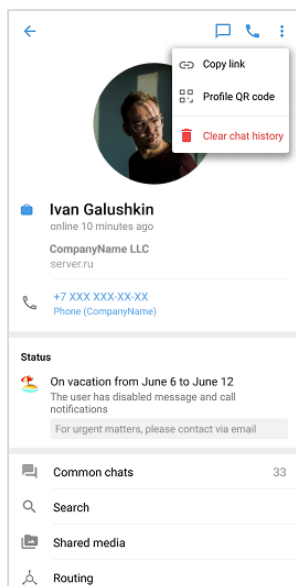 Copy link
Profile QR code
Clear chat history
Ivan Galushkin
online 10 minutes ago
CompanyName LLC
server.ru
+7 XXX XXX-XX-XX
Phone (CompanyName)
Status
On vacation from June 6 to June 12
The user has disabled message and call
notifications
For urgent matters, please contact via email
Common chats 33
Search
Shared media
Routing